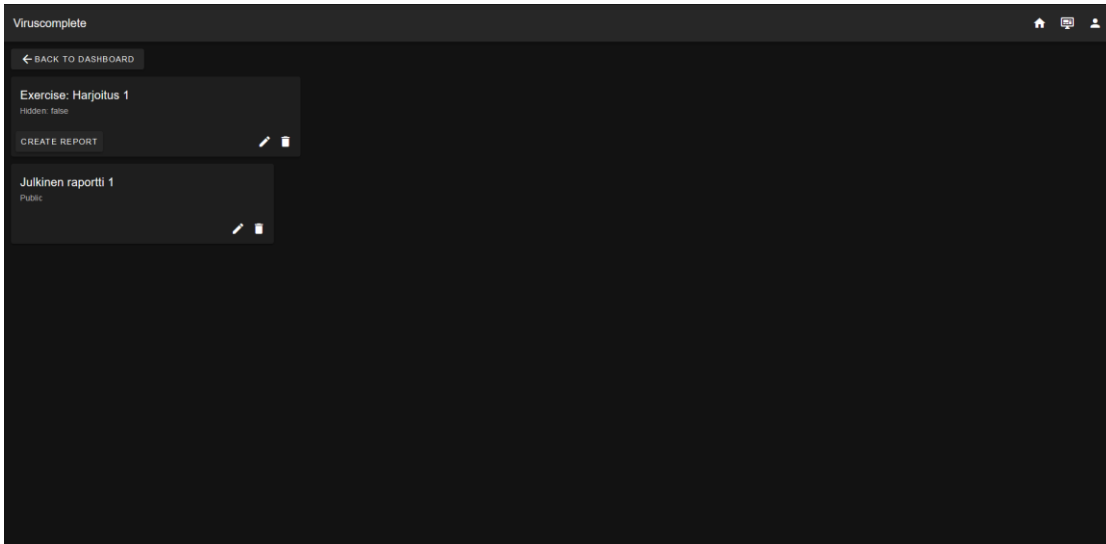 Viruscomplete
BACK TO DASHBOARD
Exercise: Harjoitus 1
Hidden: false
CREATE REPORT
Julkinen raportti 1
Public